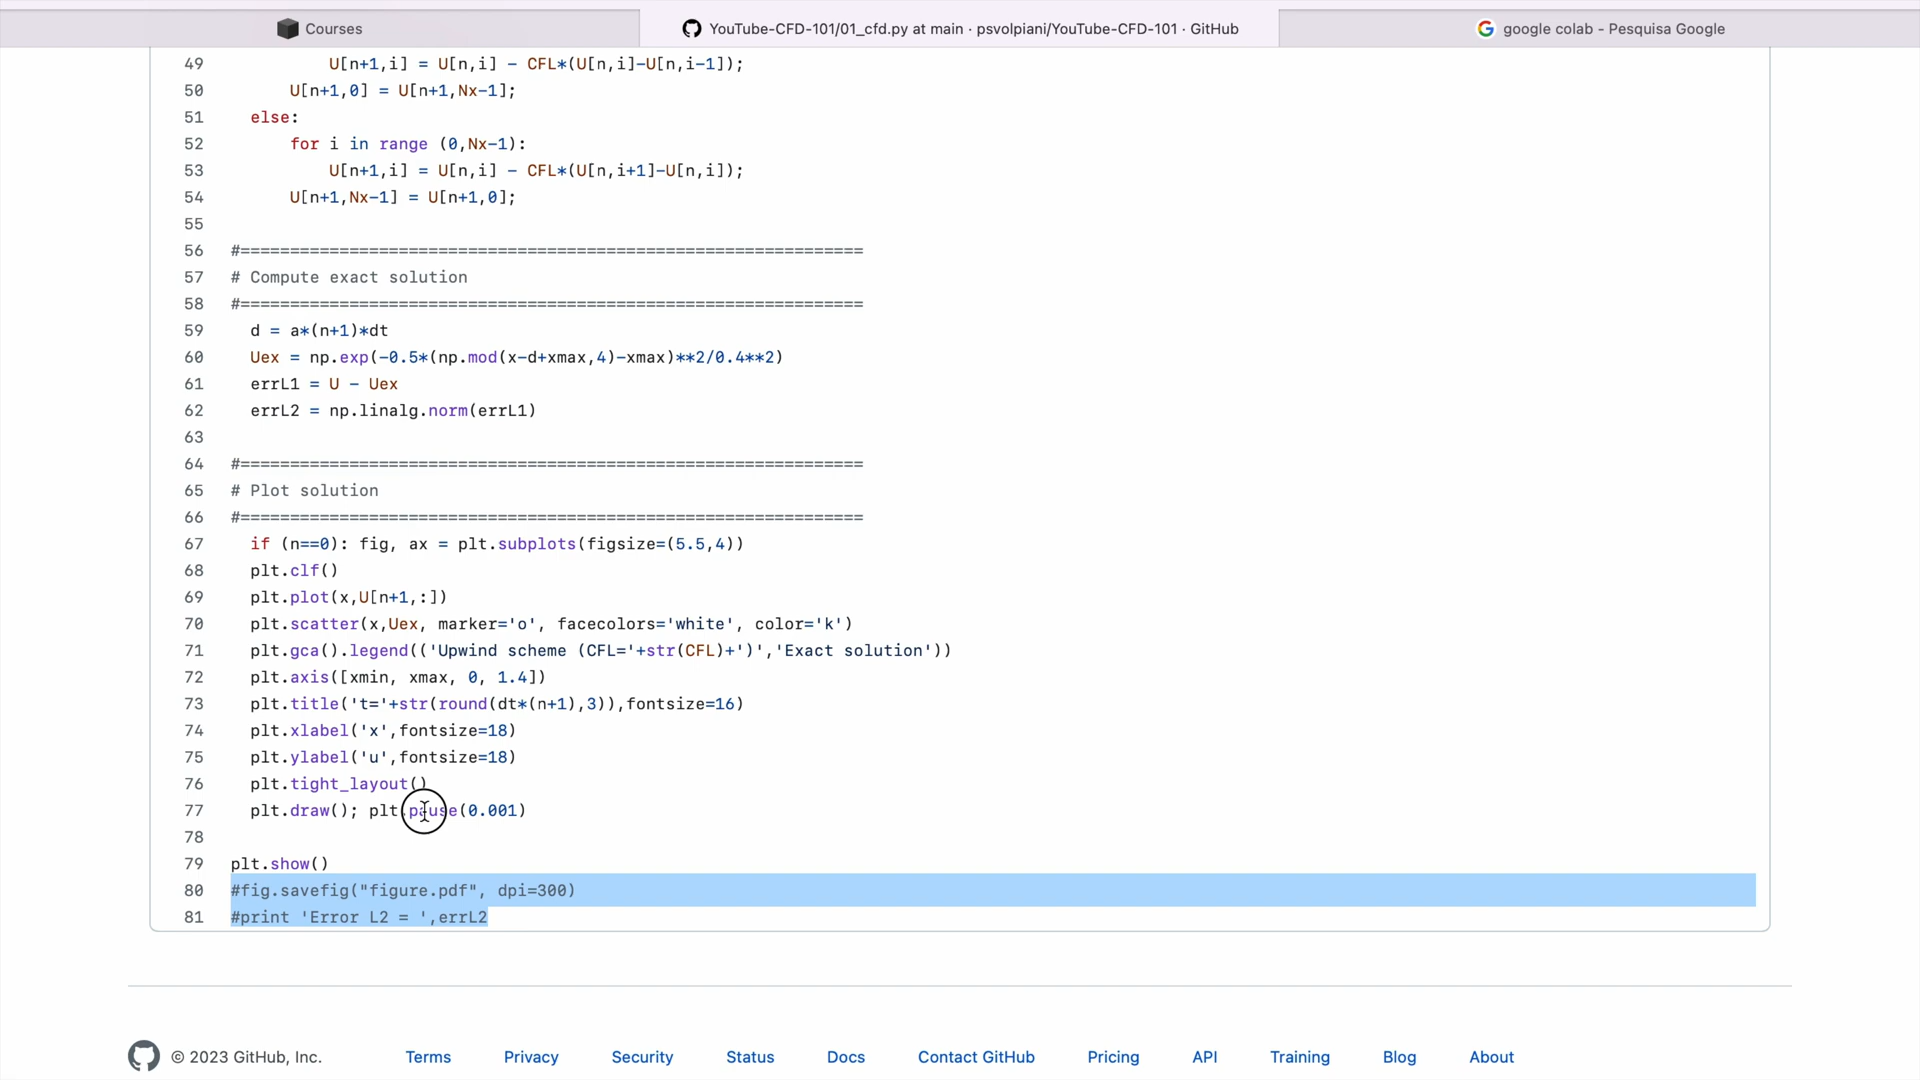 Courses
YouTube-CFD-101/01_cfd.py at main · psvolpiani/YouTube-CFD-101 · GitHub
google colab - Pesquisa Google
49 U[n+1,i] = U[n,i] - CFL*(U[n,i]-U[n,i-1]);
50 U[n+1,0] = U[n+1,Nx-1];
51 else:
52 for i in range (0,Nx-1):
53 U[n+1,i] = U[n,i] - CFL*(U[n,i+1]-U[n,i]);
54 U[n+1,Nx-1] = U[n+1,0];
55
56 #===============================================================
57 # Compute exact solution
58 #===============================================================
59 d = a*(n+1)*dt
60 Uex = np.exp(-0.5*(np.mod(x-d+xmax,4)-xmax)**2/0.4**2)
61 errL1 = U - Uex
62 errL2 = np.linalg.norm(errL1)
63
64 #===============================================================
65 # Plot solution
66 #===============================================================
67 if (n==0): fig, ax = plt.subplots(figsize=(5.5,4))
68 plt.clf()
69 plt.plot(x,U[n+1,:])
70 plt.scatter(x,Uex, marker='o', facecolors='white', color='k')
71 plt.gca().legend(('Upwind scheme (CFL='+str(CFL)+')','Exact solution'))
72 plt.axis([xmin, xmax, 0, 1.4])
73 plt.title('t='+str(round(dt*(n+1),3)),fontsize=16)
74 plt.xlabel('x',fontsize=18)
75 plt.ylabel('u',fontsize=18)
76 plt.tight_layout()
77 plt.draw(); plt.pause(0.001)
78
79 plt.show()
80 #fig.savefig("figure.pdf", dpi=300)
81 #print 'Error L2 = ',errL2
© 2023 GitHub, Inc. Terms Privacy Security Status Docs Contact GitHub Pricing API Training Blog About